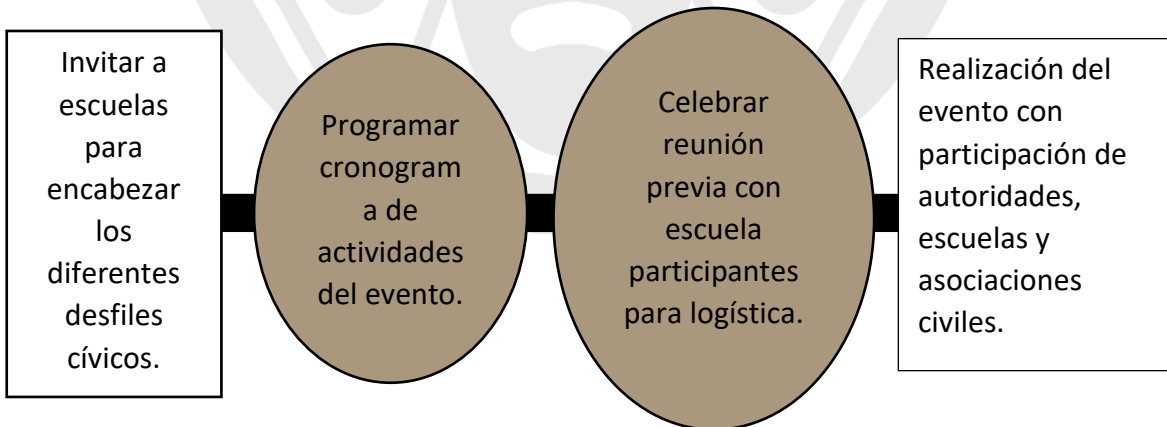 Invitar a
escuelas
para
encabezar
los
diferentes
desfiles
cívicos.
Programar
cronogram
a de
actividades
del evento.
Celebrar
reunión
previa con
escuela
participantes
para logística.
Realización del
evento con
participación de
autoridades,
escuelas y
asociaciones
civiles.